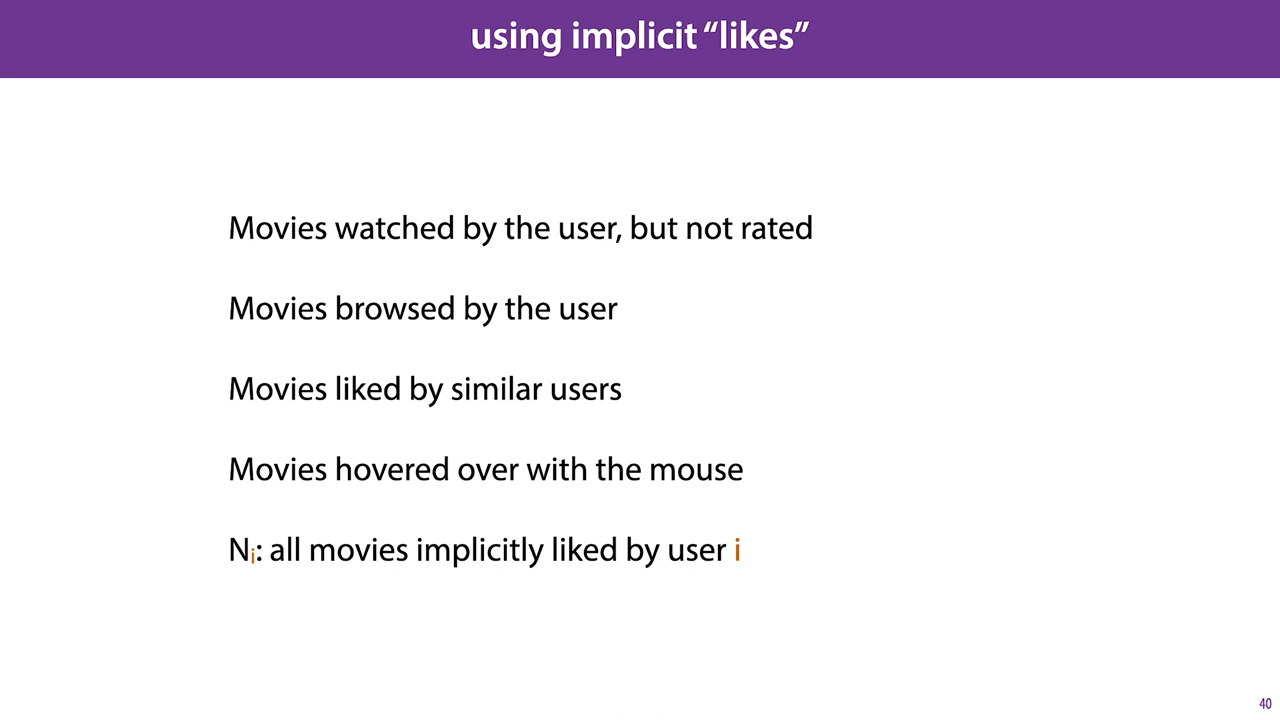 using implicit “likes”
Movies watched by the user, but not rated
Movies browsed by the user
Movies liked by similar users
Movies hovered over with the mouse
Nᵢ: all movies implicitly liked by user i
40